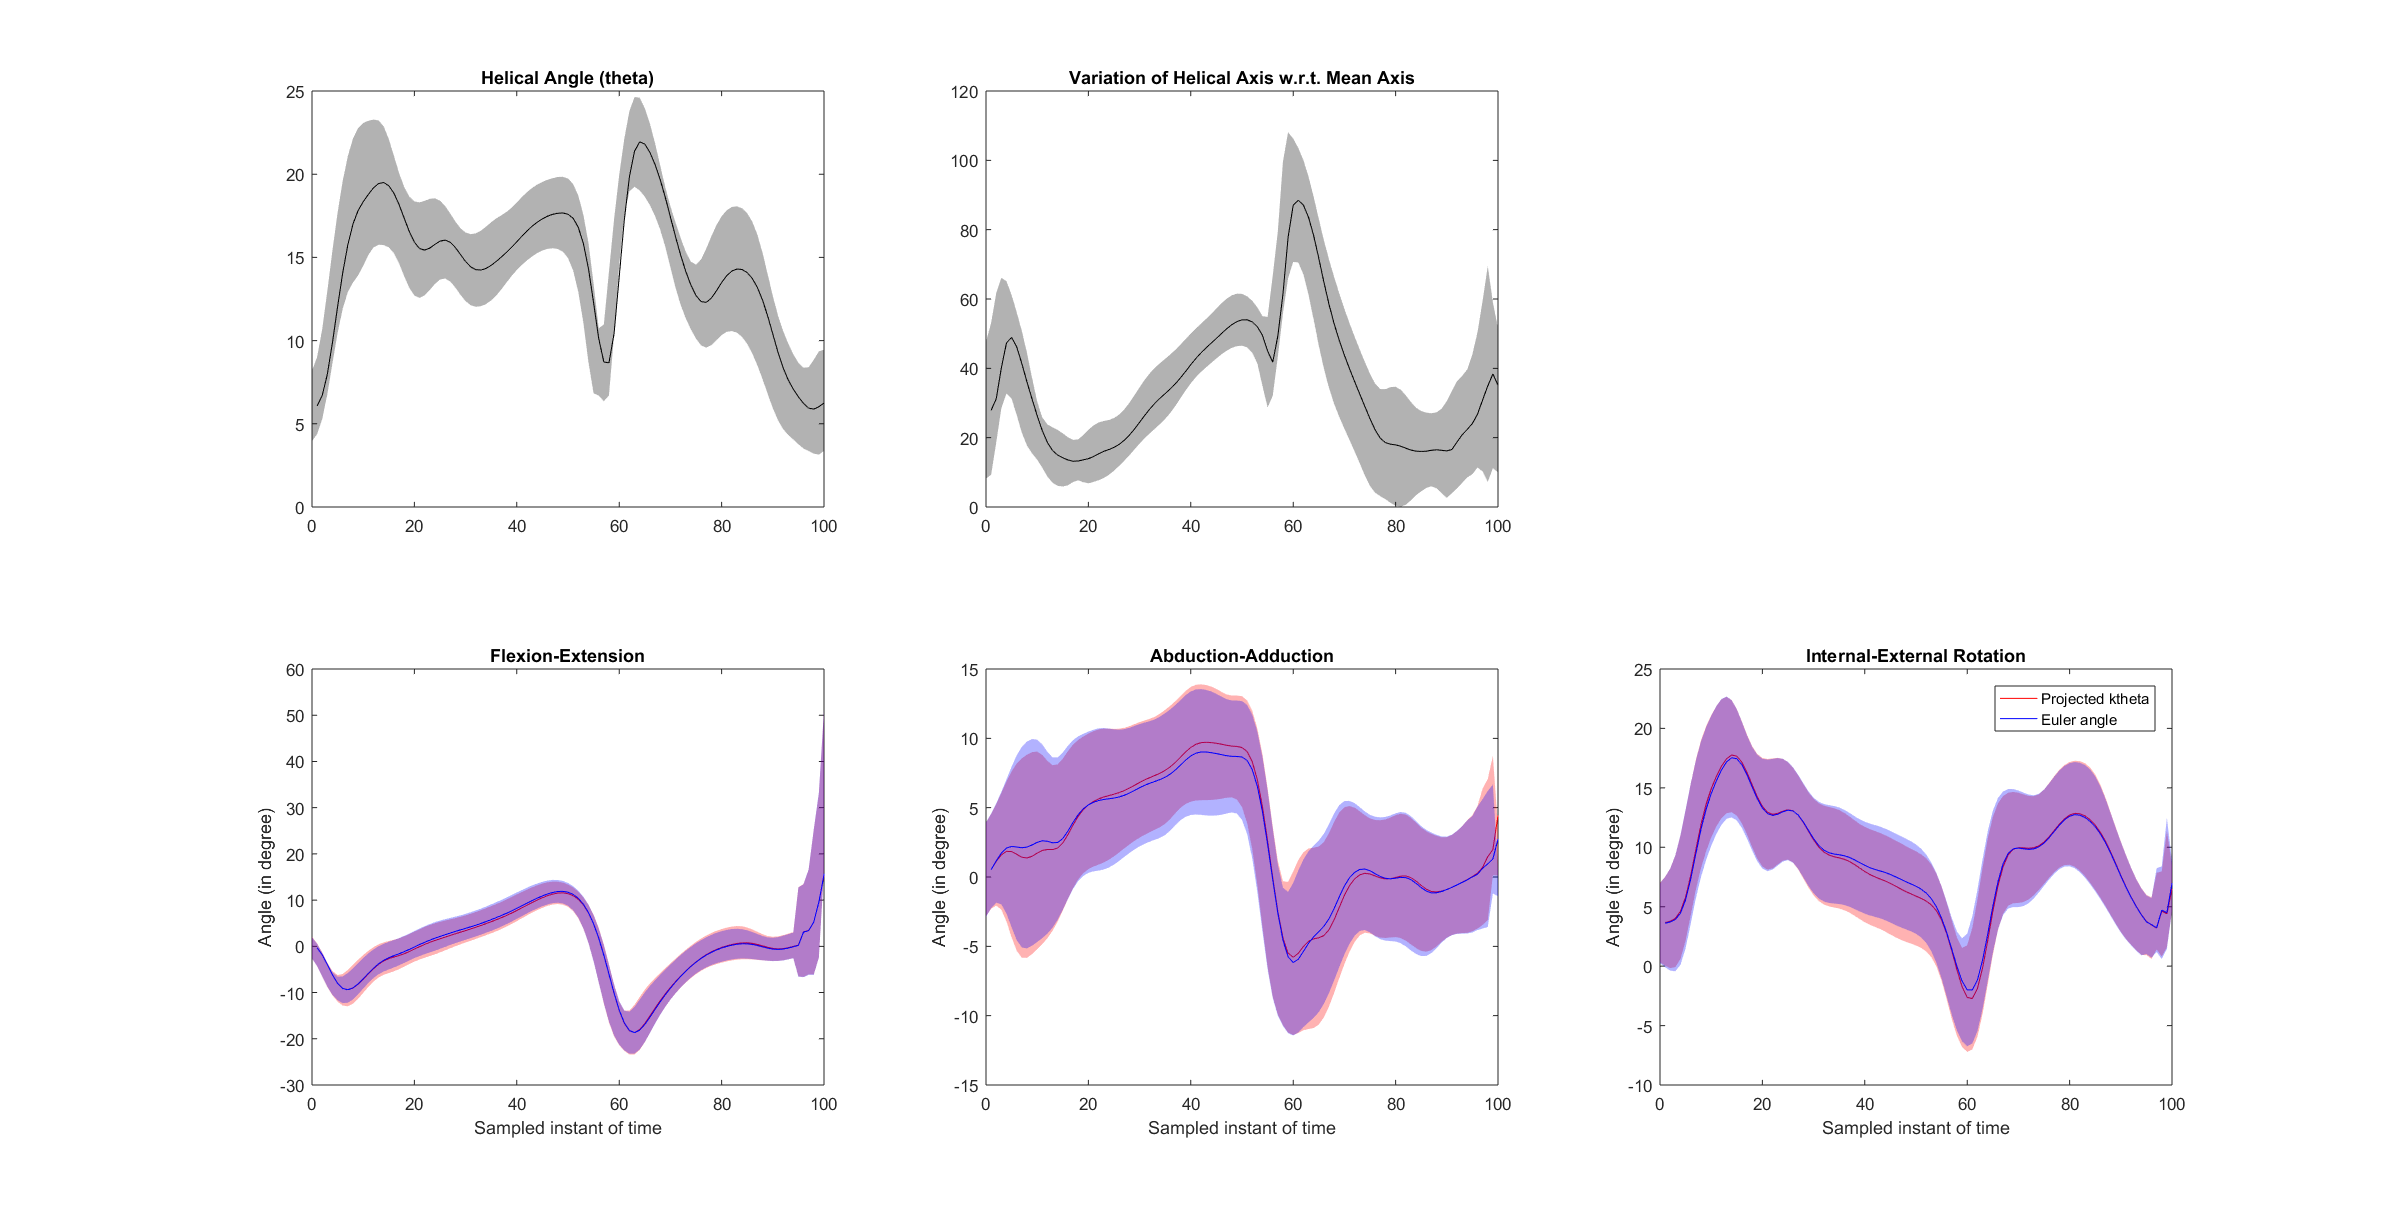 Helical Angle (theta)
25
20
15
10
5
0
0 20 40 60 80 100
Variation of Helical Axis w.r.t. Mean Axis
120
100
80
60
40
20
0
0 20 40 60 80 100
Flexion-Extension
Angle (in degree)
60
50
40
30
20
10
0
-10
-20
-30
0 20 40 60 80 100
Sampled instant of time
Abduction-Adduction
Angle (in degree)
15
10
5
0
-5
-10
-15
0 20 40 60 80 100
Sampled instant of time
Internal-External Rotation
Angle (in degree)
25
20
15
10
5
0
-5
-10
0 20 40 60 80 100
Sampled instant of time
Projected ktheta
Euler angle